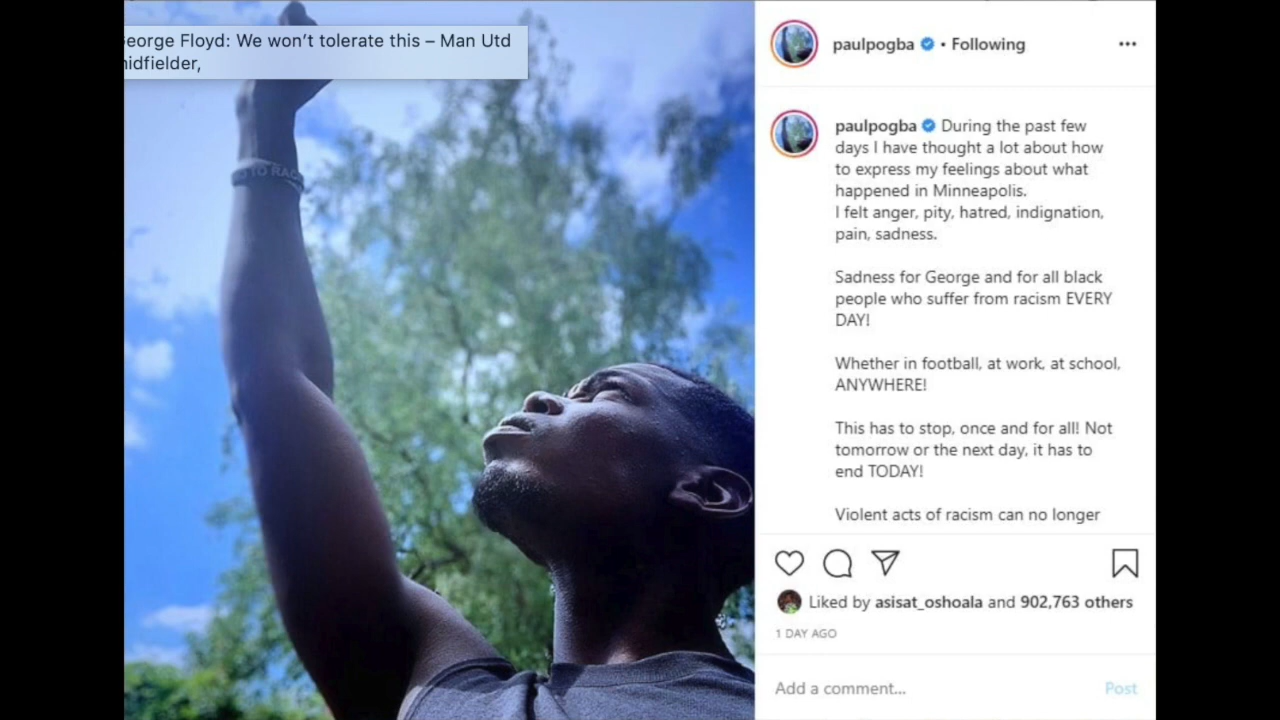 eorge Floyd: We won't tolerate this – Man Utd
idfielder,
TO RAC
paulpogba • Following
paulpogba During the past few
days I have thought a lot about how
to express my feelings about what
happened in Minneapolis.
I felt anger, pity, hatred, indignation,
pain, sadness.
Sadness for George and for all black
people who suffer from racism EVERY
DAY!
Whether in football, at work, at school,
ANYWHERE!
This has to stop, once and for all! Not
tomorrow or the next day, it has to
end TODAY!
Violent acts of racism can no longer
Liked by asisat_oshoala and 902,763 others
1 DAY AGO
Add a comment... Post